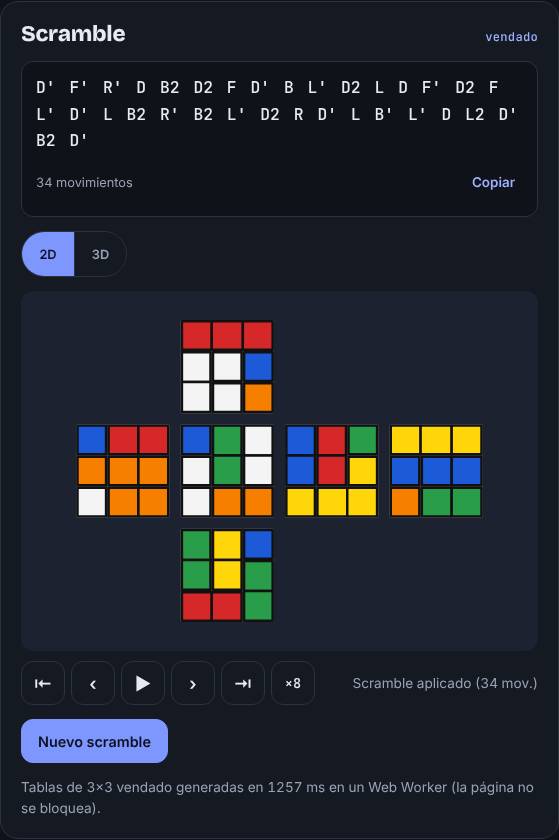 Scramble
vendado
D' F' R' D B2 D2 F D' B L' D2 L D F' D2 F
L' D' L B2 R' B2 L' D2 R D' L B' L' D L2 D'
B2 D'
34 movimientos
Copiar
2D 3D
×8
Scramble aplicado (34 mov.)
Nuevo scramble
Tablas de 3×3 vendado generadas en 1257 ms en un Web Worker (la página no
se bloquea).